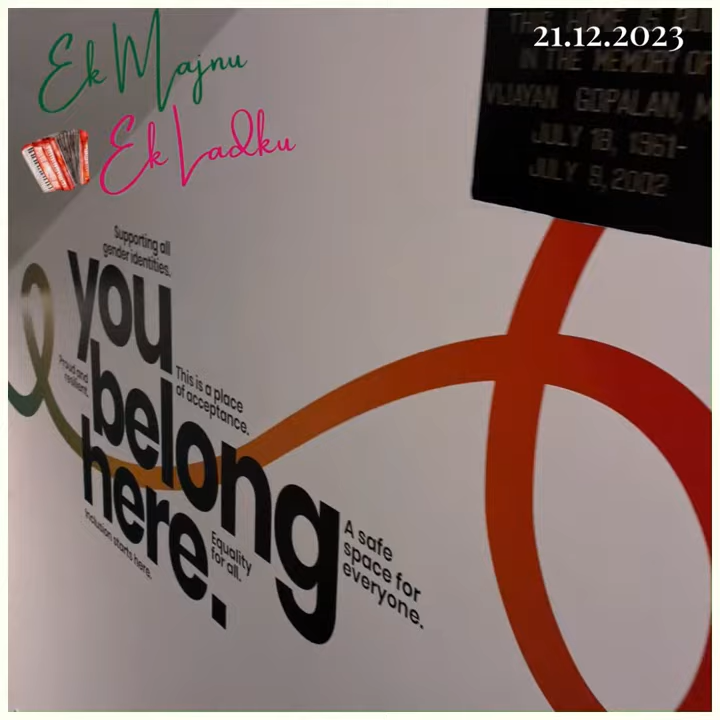 Ek Majnu
Ek Ladku
21.12.2023
IN THE MEMORY OF
VIJAYAN GOPALAN,
JULY 18, 1961-
JULY 9, 2002
Supporting all
gender identities.
you
belong
here.
Proud and
resilient.
This is a place
of acceptance.
Inclusion starts here.
Equality
for all.
A safe
space for
everyone.